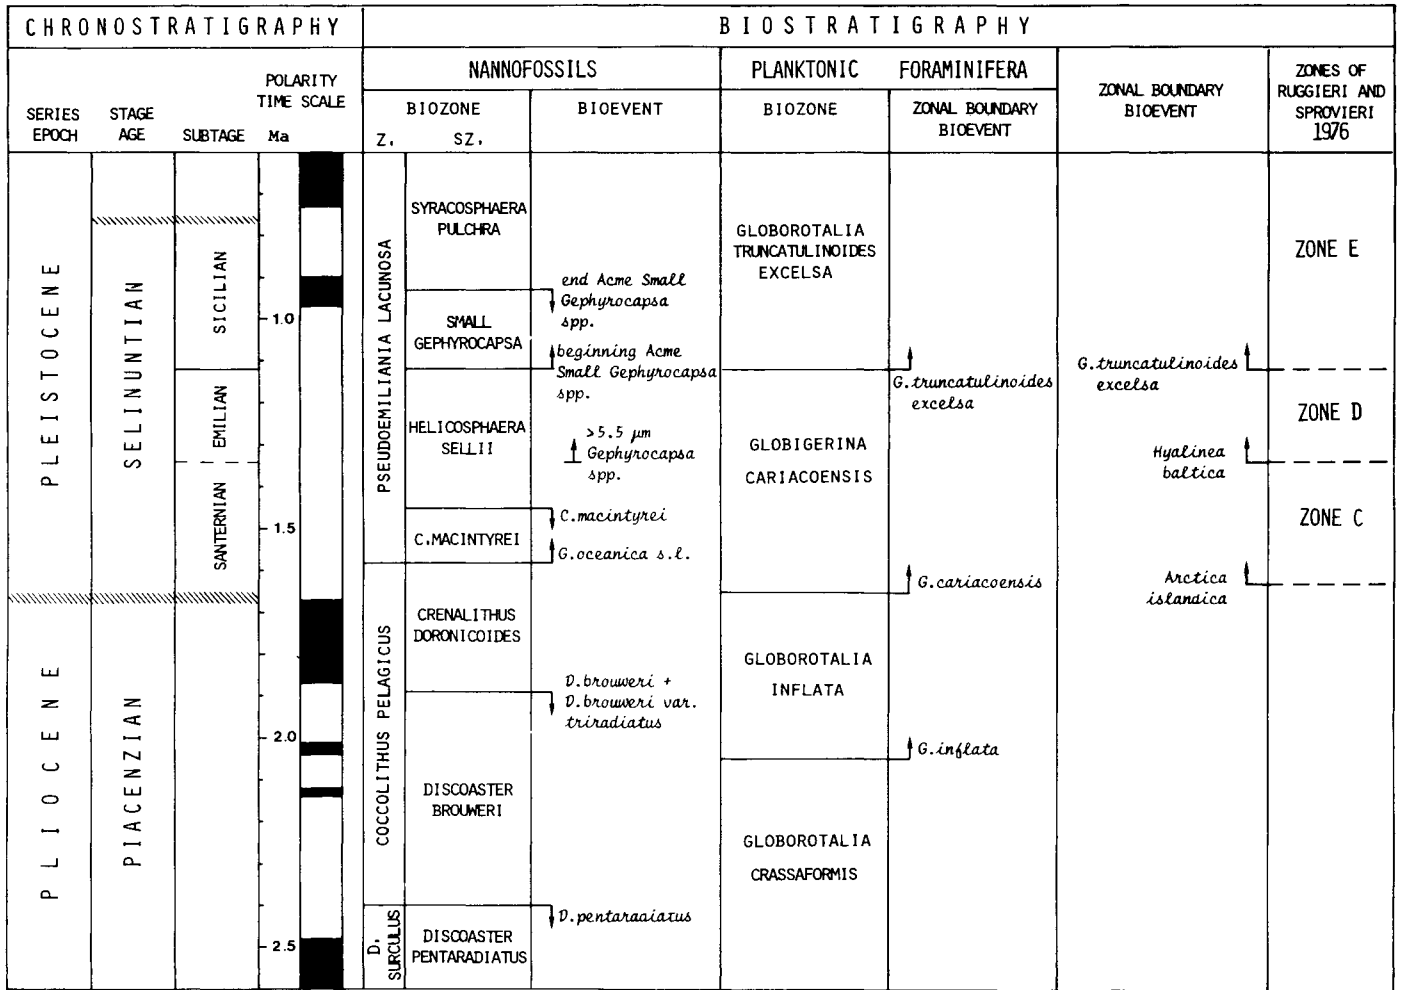 CHRONOSTRATIGRAPHY
BIOSTRATIGRAPHY
SERIES
EPOCH
STAGE
AGE
SUBTAGE
POLARITY
TIME SCALE
Ma
NANNOFOSSILS
BIOZONE
Z. SZ.
BIOEVENT
PLANKTONIC FORAMINIFERA
BIOZONE
ZONAL BOUNDARY
BIOEVENT
ZONAL BOUNDARY
BIOEVENT
ZONES OF
RUGGIERI AND
SPROVIERI
1976
PLEISTOCENE
PLIOCENE
SELINUNTIAN
PIACENZIAN
SICILIAN
EMILIAN
SANTERNIAN
1.0
1.5
2.0
2.5
PSEUDOEMILIANIA LACUNOSA
COCCOLITHUS PELAGICUS
D.
SURCULUS
SYRACOSPHAERA
PULCHRA
SMALL
GEPHYROCAPSA
HELICOSPHAERA
SELLII
C.MACINTYREI
CRENALITHUS
DORONICOIDES
DISCOASTER
BROUWERI
DISCOASTER
PENTARADIATUS
end Acme Small
Gephyrocapsa
spp.
beginning Acme
Small Gephyrocapsa
spp.
>5.5 µm
Gephyrocapsa
spp.
C.macintyrei
G.oceanica s.l.
D.brouweri +
D.brouweri var.
triradiatus
D.pentaradiatus
GLOBOROTALIA
TRUNCATULINOIDES
EXCELSA
GLOBIGERINA
CARIACOENSIS
GLOBOROTALIA
INFLATA
GLOBOROTALIA
CRASSAFORMIS
G.truncatulinoides
excelsa
G.cariacoensis
G.inflata
G.truncatulinoides
excelsa
Hyalinea
baltica
Arctica
islandica
ZONE E
ZONE D
ZONE C